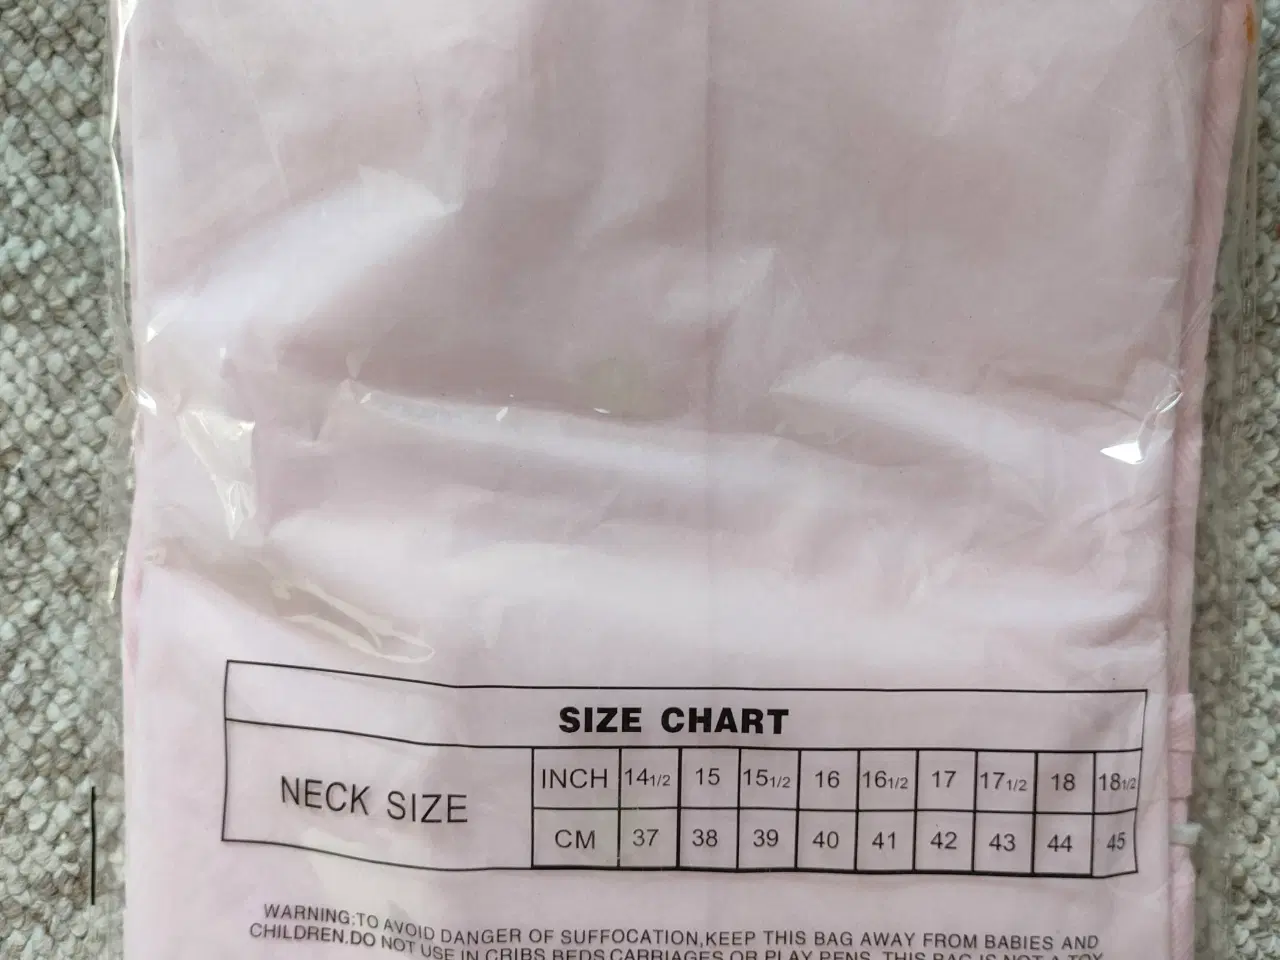 SIZE CHART
NECK SIZE
INCH 14 1/2 15 15 1/2 16 16 1/2 17 17 1/2 18 18 1/2
CM 37 38 39 40 41 42 43 44 45
WARNING:TO AVOID DANGER OF SUFFOCATION,KEEP THIS BAG AWAY FROM BABIES AND
CHILDREN.DO NOT USE IN CRIBS BEDS,CARRIAGES OR PLAY PENS. THIS BAG IS NOT A TOY